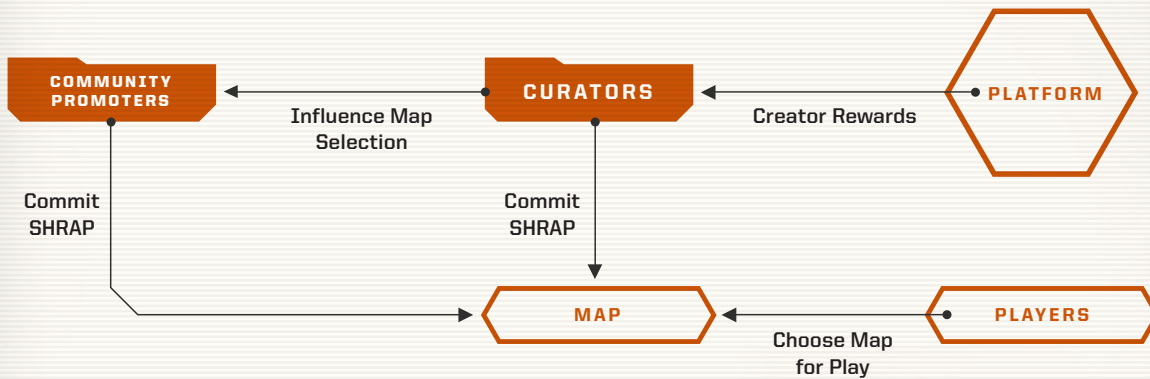 COMMUNITY
PROMOTERS
CURATORS
PLATFORM
Influence Map
Selection
Creator Rewards
Commit
SHRAP
Commit
SHRAP
MAP
PLAYERS
Choose Map
for Play